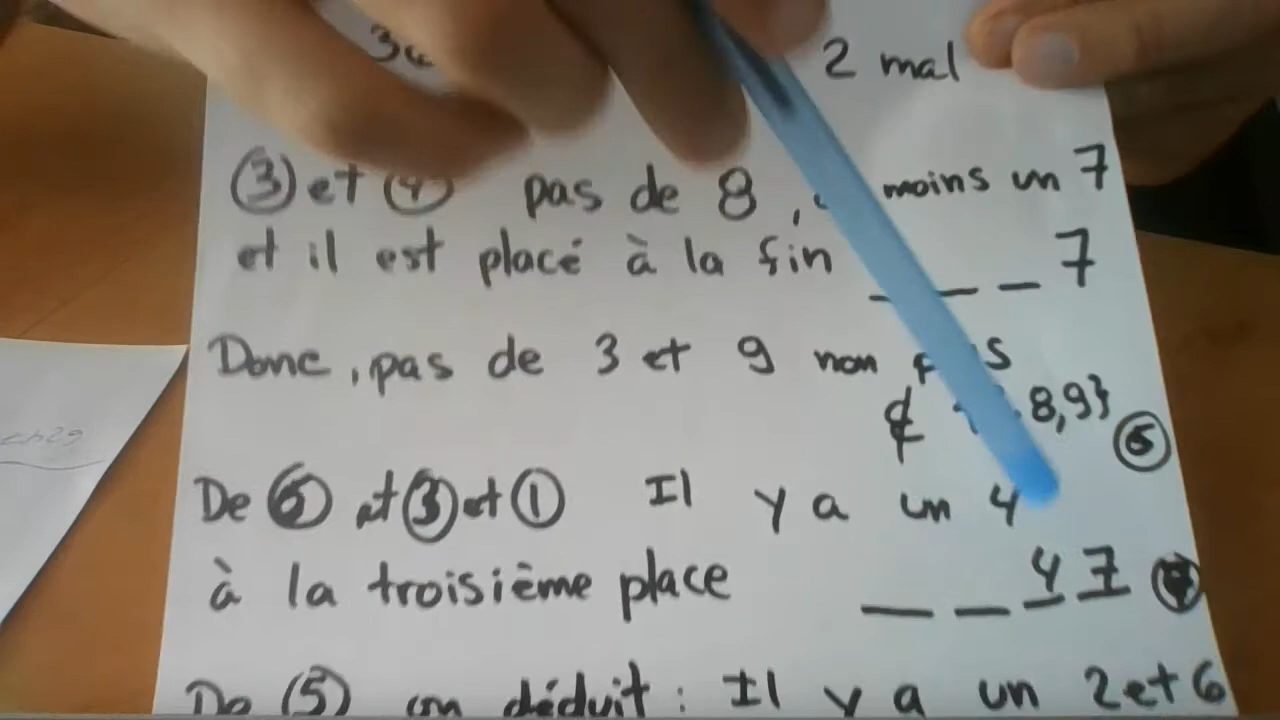 2 mal
③ et ④ pas de 8, moins un 7
et il est placé à la fin _ _ _ 7
Donc, pas de 3 et 9 non
∉ 8,9} ⑥
De ⑥ et ③ et ① Il y a un 4
à la troisième place _ _ 4 7
De (5) on déduit : Il y a un 2 et 6